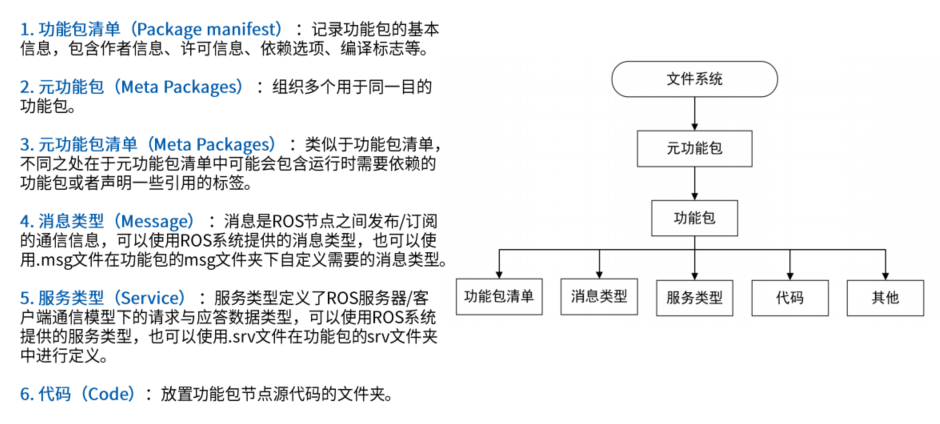 1. 功能包清单（Package manifest）：记录功能包的基本
信息，包含作者信息、许可信息、依赖选项、编译标志等。
2. 元功能包（Meta Packages）：组织多个用于同一目的
功能包。
3. 元功能包清单（Meta Packages）：类似于功能包清单，
不同之处在于元功能包清单中可能会包含运行时需要依赖的
功能包或者声明一些引用的标签。
4. 消息类型（Message）：消息是ROS节点之间发布/订阅
的通信信息，可以使用ROS系统提供的消息类型，也可以使
用.msg文件在功能包的msg文件夹下自定义需要的消息类型。
5. 服务类型（Service）：服务类型定义了ROS服务器/客
户端通信模型下的请求与应答数据类型，可以使用ROS系统
提供的服务类型，也可以使用.srv文件在功能包的srv文件夹
中进行定义。
6. 代码（Code）：放置功能包节点源代码的文件夹。
文件系统
元功能包
功能包
功能包清单
消息类型
服务类型
代码
其他